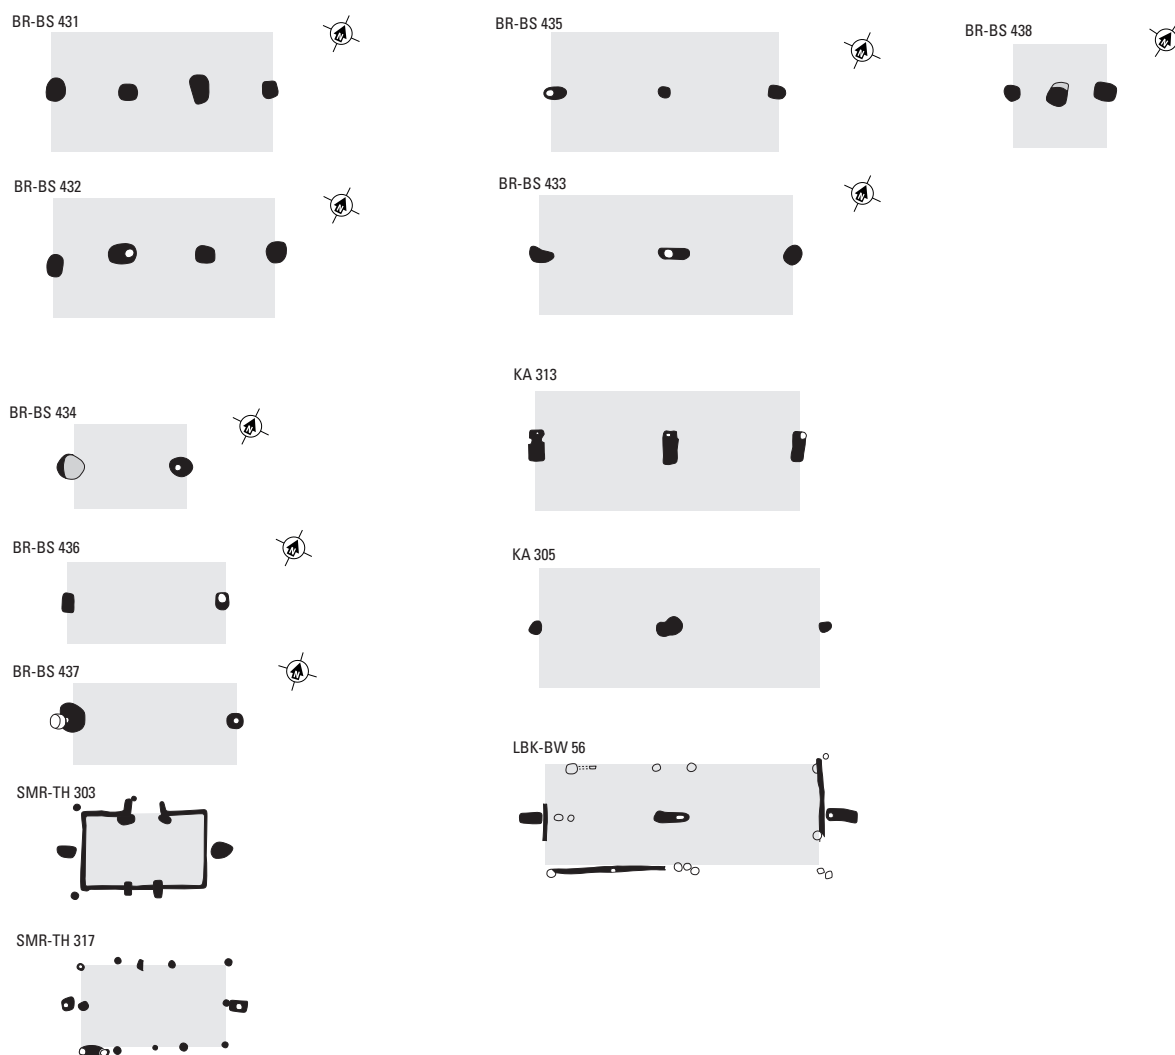 BR-BS 431
BR-BS 435
BR-BS 438
BR-BS 432
BR-BS 433
KA 313
BR-BS 434
BR-BS 436
KA 305
BR-BS 437
LBK-BW 56
SMR-TH 303
SMR-TH 317